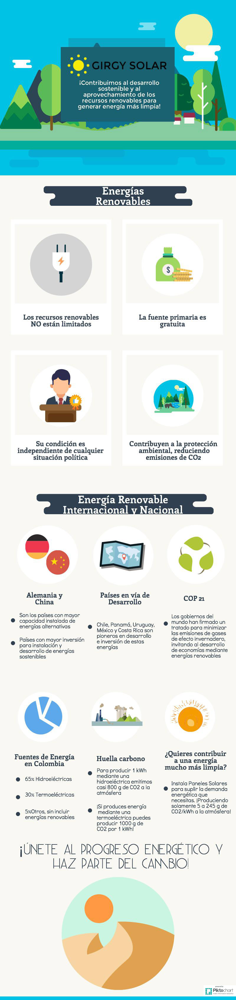 GIRGY SOLAR
¡Contribuimos al desarrollo
sostenible y al
aprovechamiento de los
recursos renovables para
generar energía más limpia!
Energías
Renovables
$
Los recursos renovables
NO están limitados
La fuente primaria es
gratuita
Su condición es
independiente de cualquier
situación política
Contribuyen a la protección
ambiental, reduciendo
emisiones de CO2
Energía Renovable
Internacional y Nacional
Alemania y
China
Son los países con mayor
capacidad instalada de
energías alternativas
Países con mayor inversión
para instalación y
desarrollo de energías
sostenibles
Países en vía de
Desarrollo
Chile, Panamá, Uruguay,
México y Costa Rica son
pioneros en desarrollo
e inversión de estas
energías
COP 21
Los gobiernos del
mundo han firmado un
tratado para minimizar
las emisiones de gases
de efecto invernadero,
invitando al desarrollo
de economías mediante
energías renovables
Fuentes de Energía
en Colombia
65% Hidroeléctricas
30% Termoeléctricas
5%Otros, sin incluir
energías renovables
Huella carbono
Para producir 1 kWh
mediante una
hidroeléctrica emitimos
casi 800 g de CO2 a la
atmósfera
¡Si produces energía
mediante una
termoeléctrica puedes
producir 1000 g de
CO2 por 1 kWh!
¿Quieres contribuir
a una energía
mucho más limpia?
Instala Paneles Solares
para suplir la demanda
energética que
necesitas. ¡Produciendo
solamente 5 a 245 g de
CO2/kWh a la atmósfera!
¡ÚNETE AL PROGRESO ENERGÉTICO Y
HAZ PARTE DEL CAMBIO!
powered by
Piktochart
make information beautiful